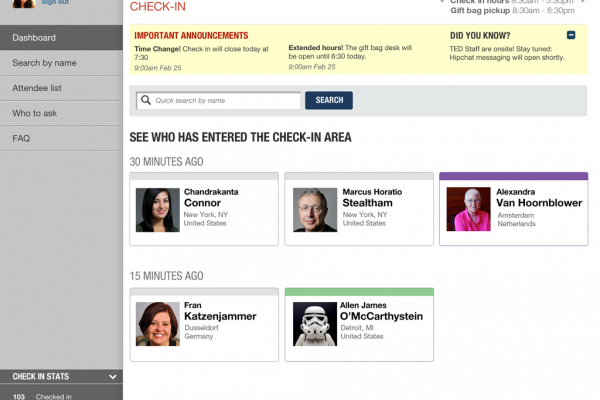 Sign out
CHECK-IN
Check in hours 8:30am - 5:30pm
Gift bag pickup 8:30am - 6:30pm
Dashboard
Search by name
Attendee list
Who to ask
FAQ
IMPORTANT ANNOUNCEMENTS
Time Change! Check in will close today at
7:30
9:00am Feb 25
Extended hours! The gift bag desk will
be open until 6:30 today.
9:00am Feb 25
DID YOU KNOW?
TED Staff are onsite! Stay tuned:
Hipchat messaging will open shortly.
Quick search by name
SEARCH
SEE WHO HAS ENTERED THE CHECK-IN AREA
30 MINUTES AGO
Chandrakanta
Connor
New York, NY
United States
Marcus Horatio
Stealtham
New York, NY
United States
Alexandra
Van Hoornblower
Amsterdam
Netherlands
15 MINUTES AGO
Fran
Katzenjammer
Dusseldorf
Germany
Allen James
O'McCarthystein
Detroit, MI
United States
CHECK IN STATS
103 Checked in